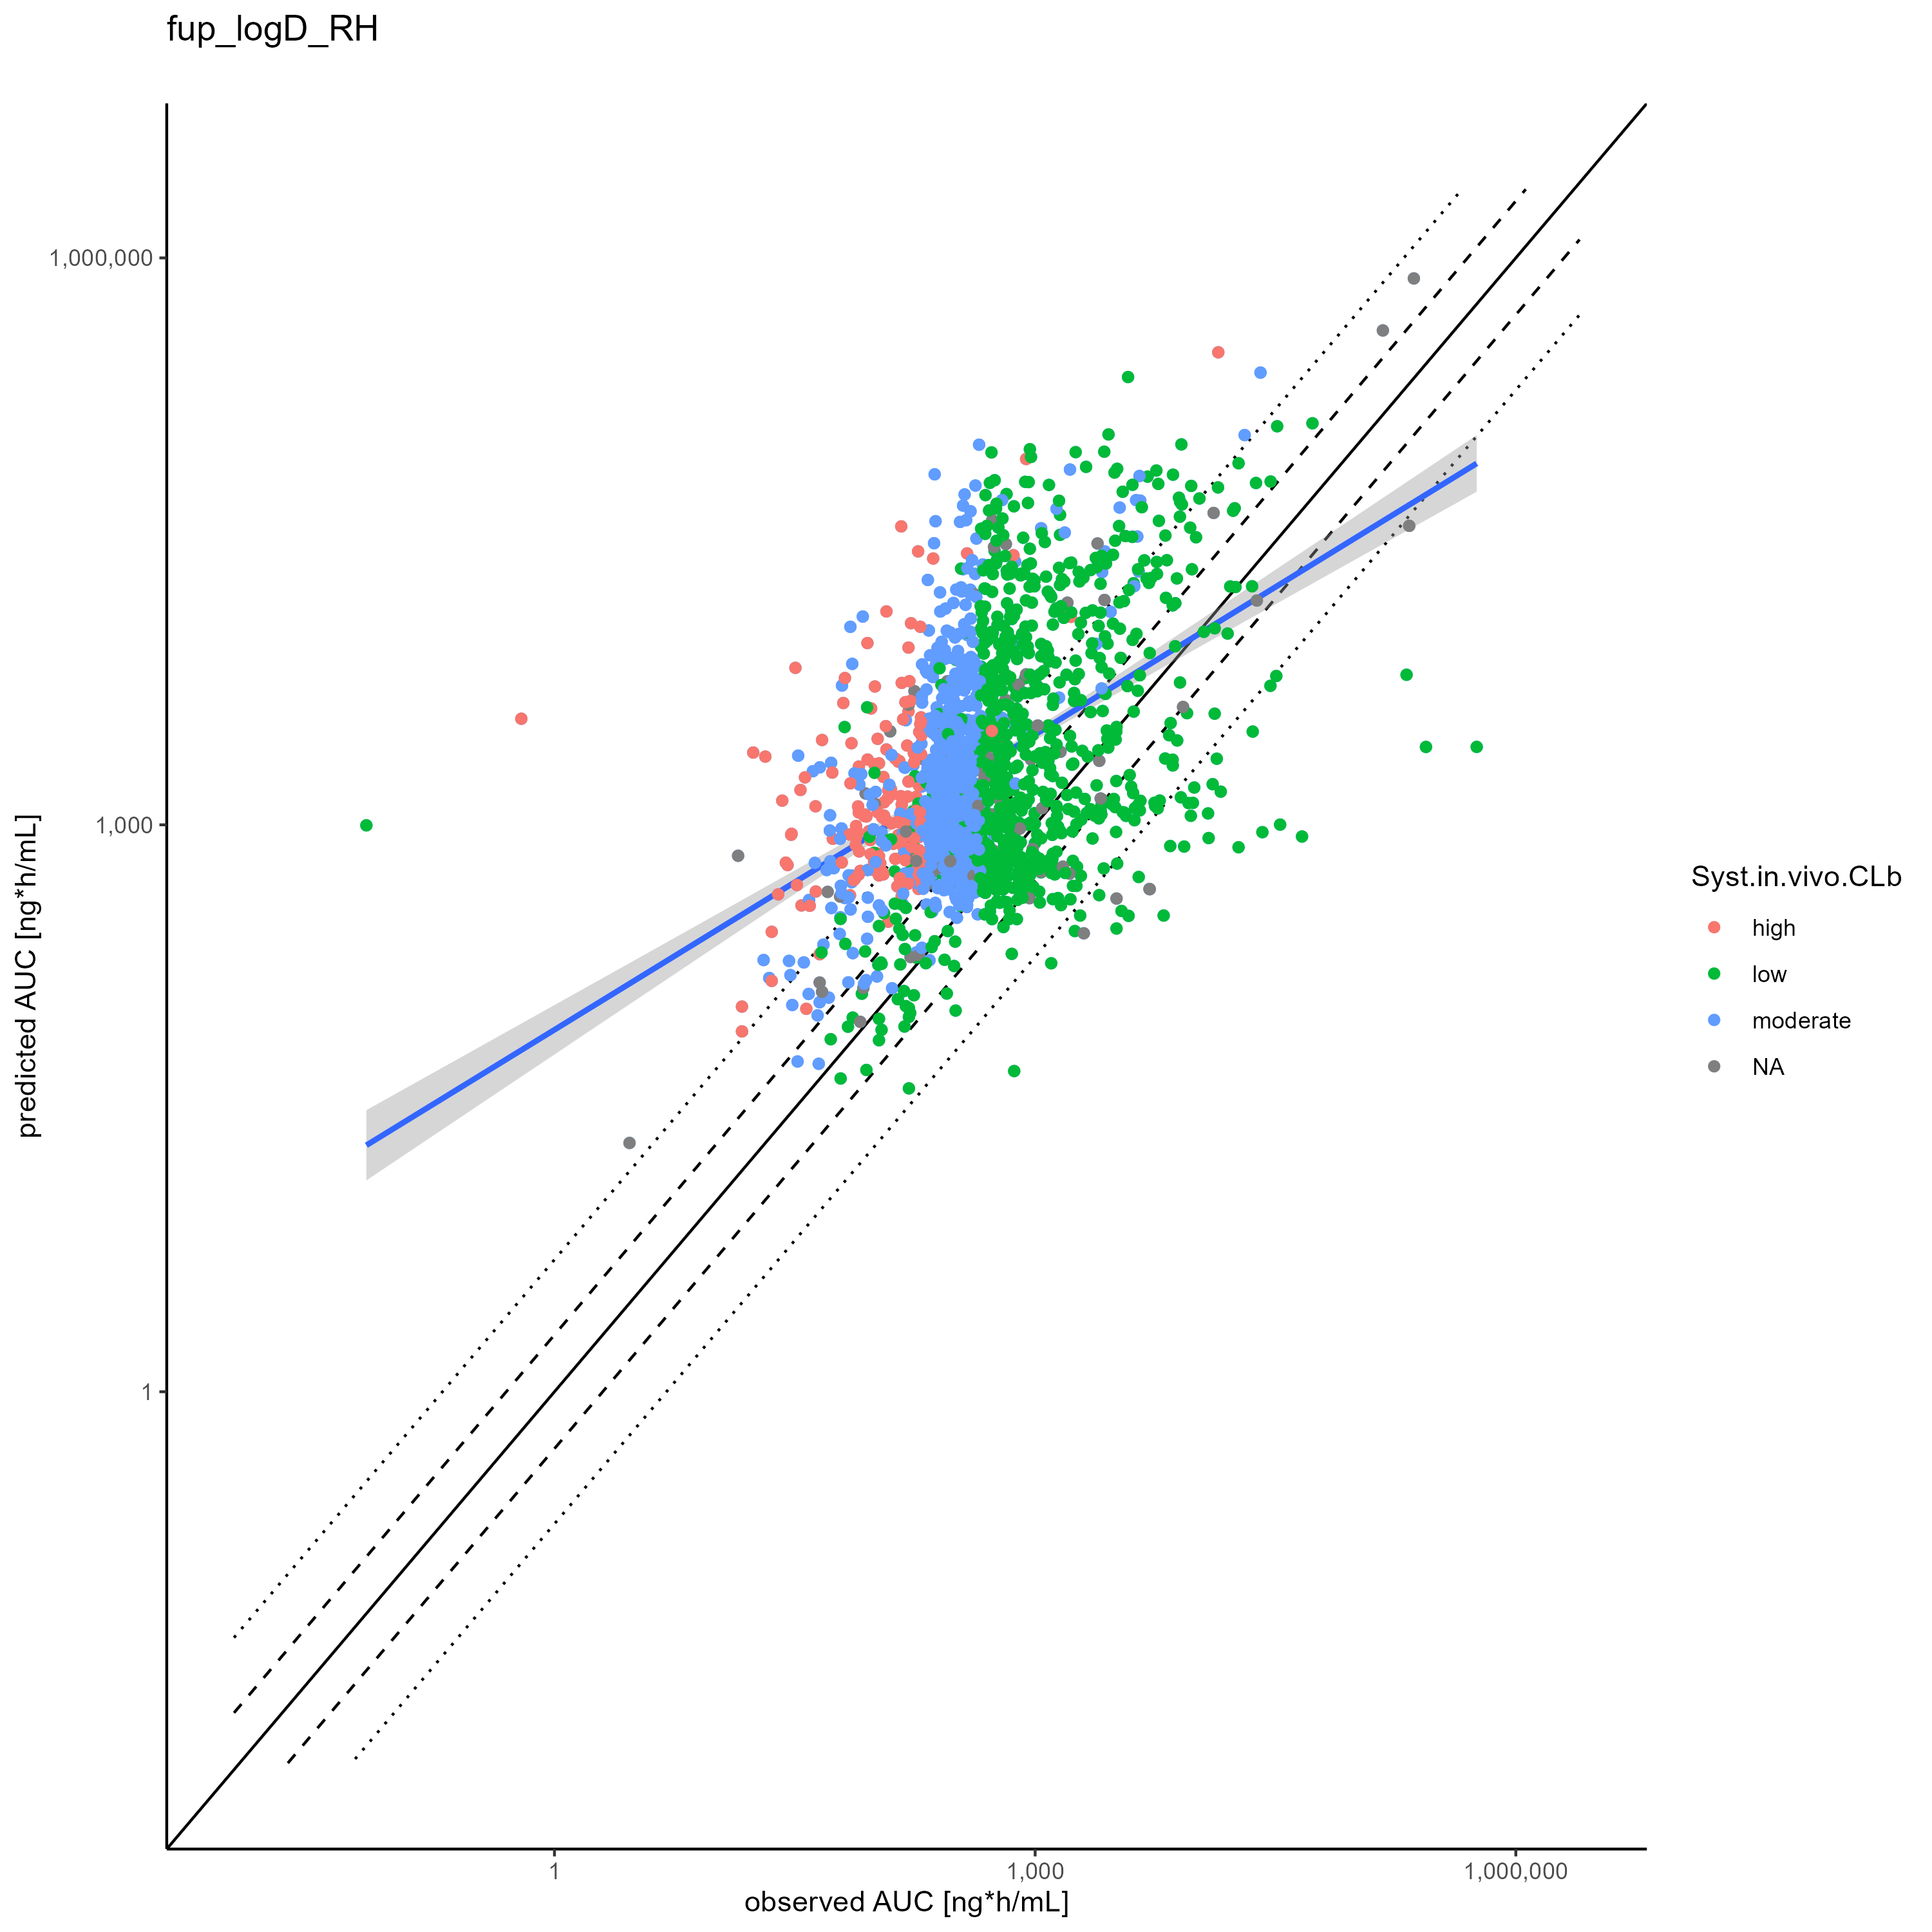 fup_logD_RH
predicted AUC [ng*h/mL]
1,000,000
1,000
1
1
1,000
1,000,000
observed AUC [ng*h/mL]
Syst.in.vivo.CLb
high
low
moderate
NA